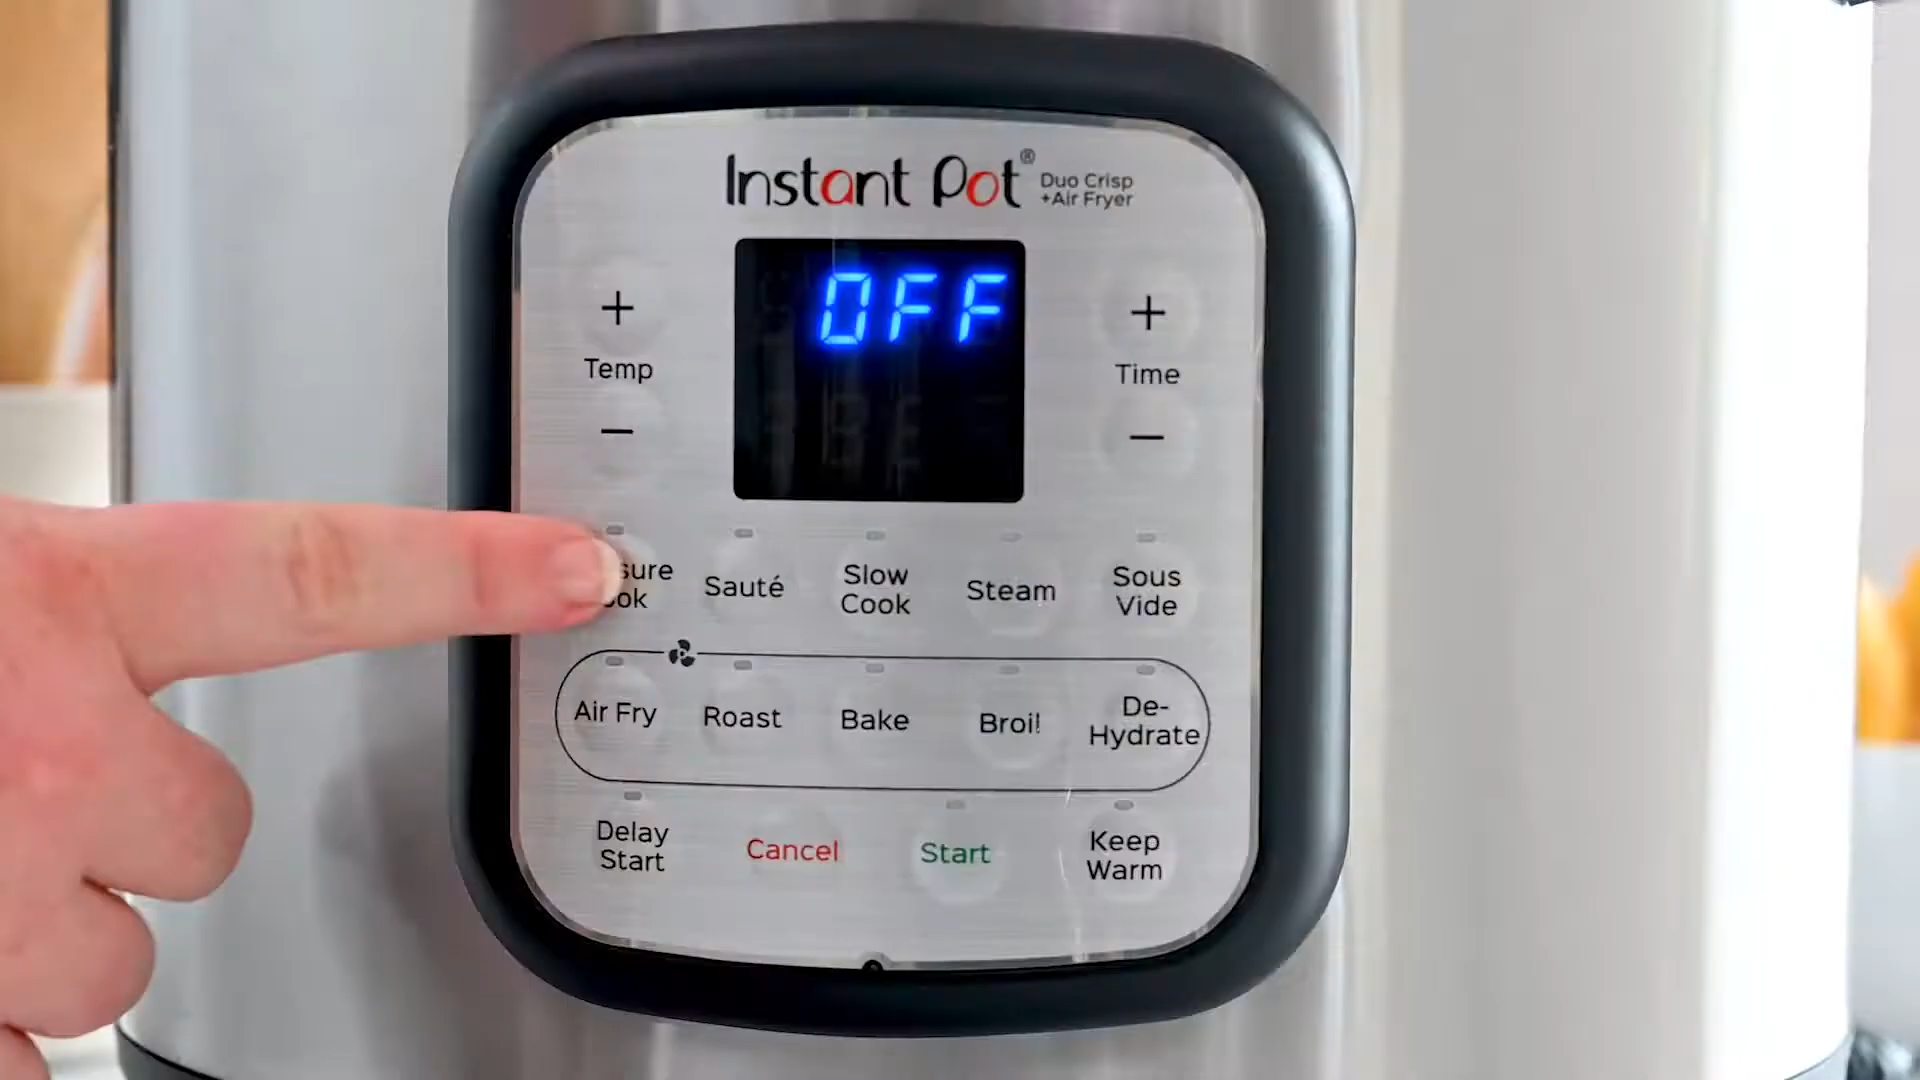 Instant Pot®
Duo Crisp
+Air Fryer
OFF
+
Temp
−
+
Time
−
sure
ok
Sauté
Slow
Cook
Steam
Sous
Vide
Air Fry
Roast
Bake
Broil
De-
Hydrate
Delay
Start
Cancel
Start
Keep
Warm